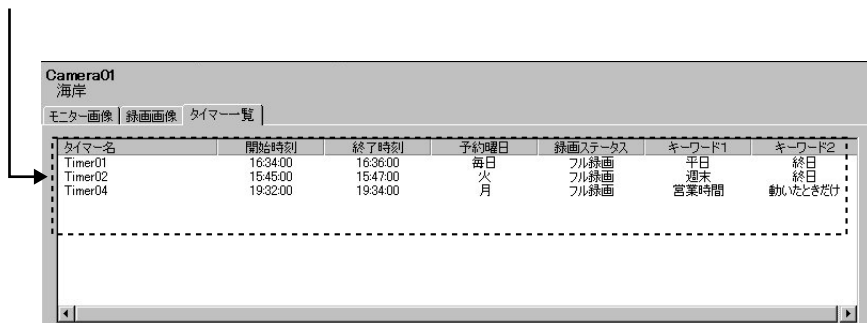 Camera01
海岸
モニター画像 録画画像 タイマー一覧
タイマー名 開始時刻 終了時刻 予約曜日 録画ステータス キーワード1 キーワード2
Timer01 16:34:00 16:36:00 毎日 フル録画 平日 終日
Timer02 15:45:00 15:47:00 火 フル録画 週末 終日
Timer04 19:32:00 19:34:00 月 フル録画 営業時間 動いたときだけ